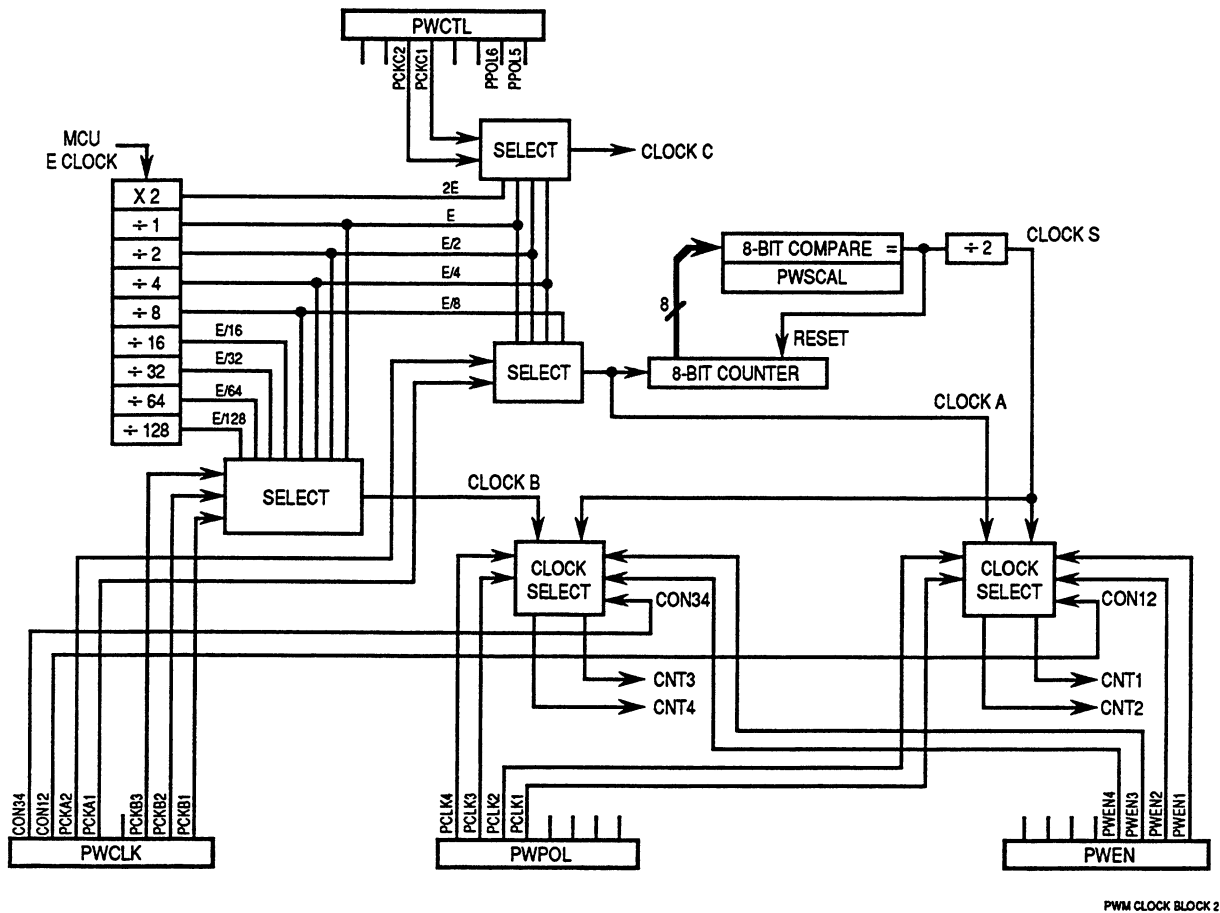 PWCTL
PCKC2
PCKC1
PPOL6
PPOL5
MCU
E CLOCK
SELECT
CLOCK C
X 2
2E
÷ 1
E
÷ 2
E/2
÷ 4
E/4
÷ 8
E/8
÷ 16
E/16
÷ 32
E/32
÷ 64
E/64
÷ 128
E/128
8-BIT COMPARE =
PWSCAL
÷ 2
CLOCK S
8
RESET
SELECT
8-BIT COUNTER
CLOCK A
SELECT
CLOCK B
CLOCK
SELECT
CON34
CLOCK
SELECT
CON12
CNT3
CNT4
CNT1
CNT2
CON34
CON12
PCKA2
PCKA1
PCKB3
PCKB2
PCKB1
PWCLK
PCLK4
PCLK3
PCLK2
PCLK1
PWPOL
PWEN4
PWEN3
PWEN2
PWEN1
PWEN
PWM CLOCK BLOCK 2